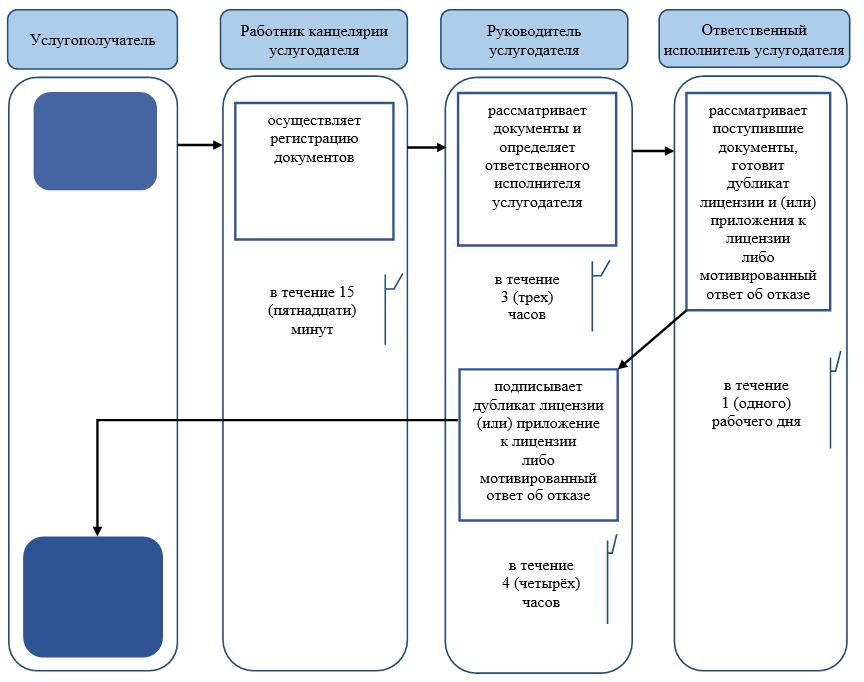 Услугополучатель
Работник канцелярии
услугодателя
Руководитель
услугодателя
Ответственный
исполнитель услугодателя
осуществляет
регистрацию
документов
рассматривает
документы и
определяет
ответственного
исполнителя
услугодателя
рассматривает
поступившие
документы,
готовит
дубликат
лицензии и (или)
приложения к
лицензии
либо
мотивированный
ответ об отказе
в течение 15
(пятнадцати)
минут
в течение
3 (трех)
часов
в течение
1 (одного)
рабочего дня
подписывает
дубликат лицензии
(или) приложение
к лицензии
либо
мотивированный
ответ об отказе
в течение
4 (четырёх)
часов